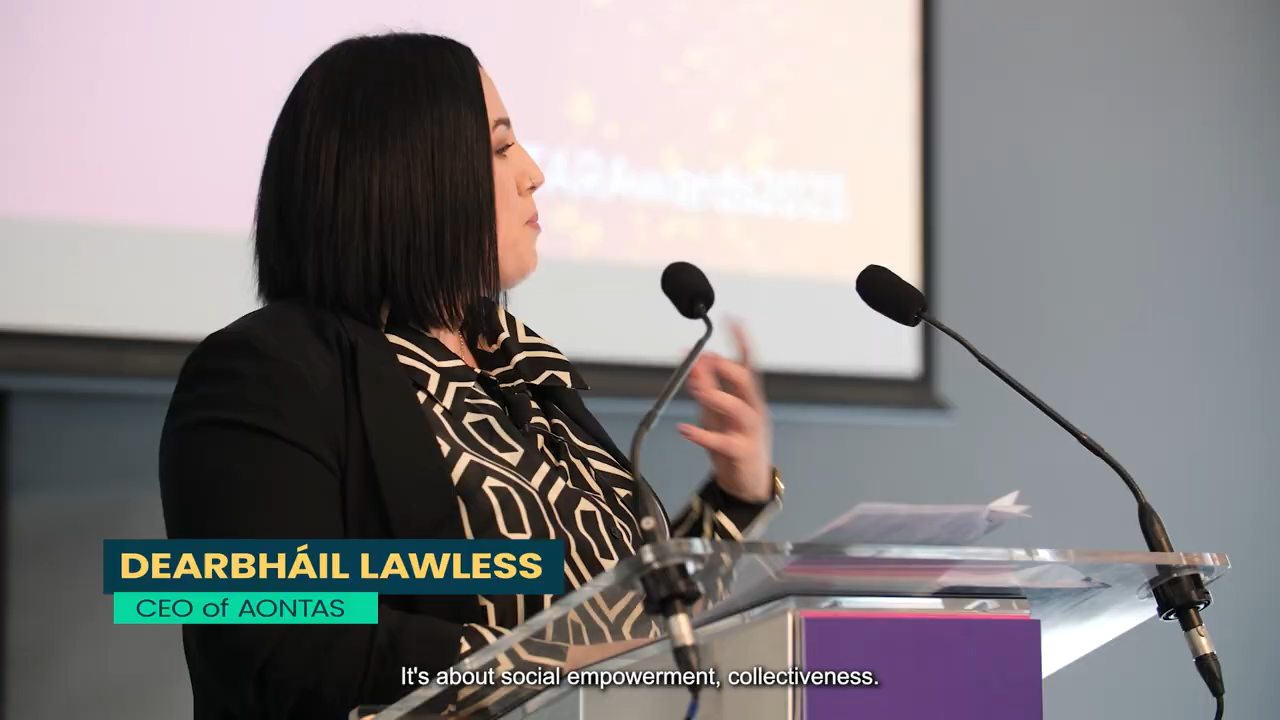 DEARBHÁIL LAWLESS
CEO of AONTAS
It's about social empowerment, collectiveness.